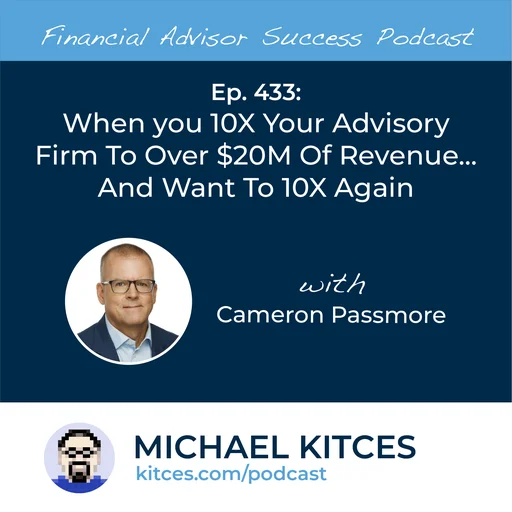 Financial Advisor Success Podcast
Ep. 433:
When you 10X Your Advisory
Firm To Over $20M Of Revenue...
And Want To 10X Again
with
Cameron Passmore
MICHAEL KITCES
kitces.com/podcast